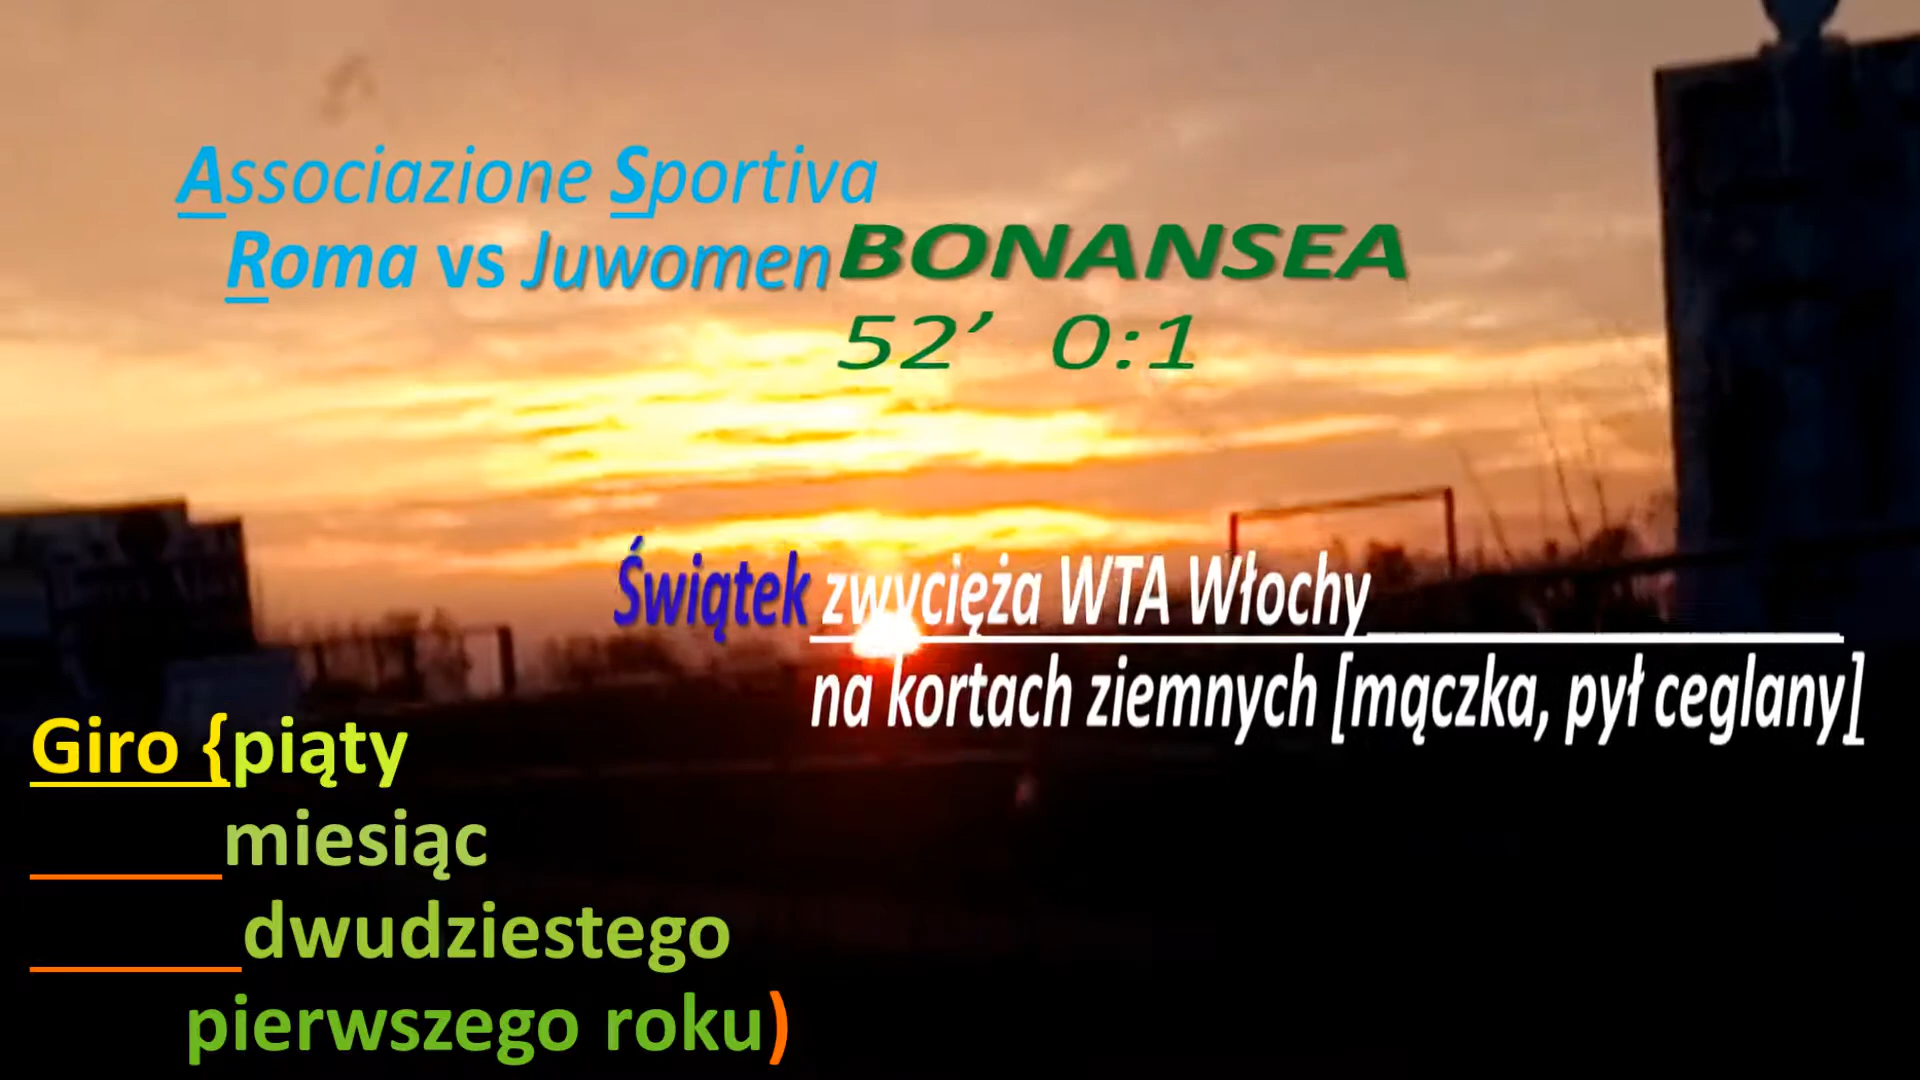 Associazione Sportiva
Roma vs Juwomen
BONANSEA
52’ 0:1
Świątek zwycięża WTA Włochy
na kortach ziemnych [mączka, pył ceglany]
Giro {piąty
miesiąc
dwudziestego
pierwszego roku)